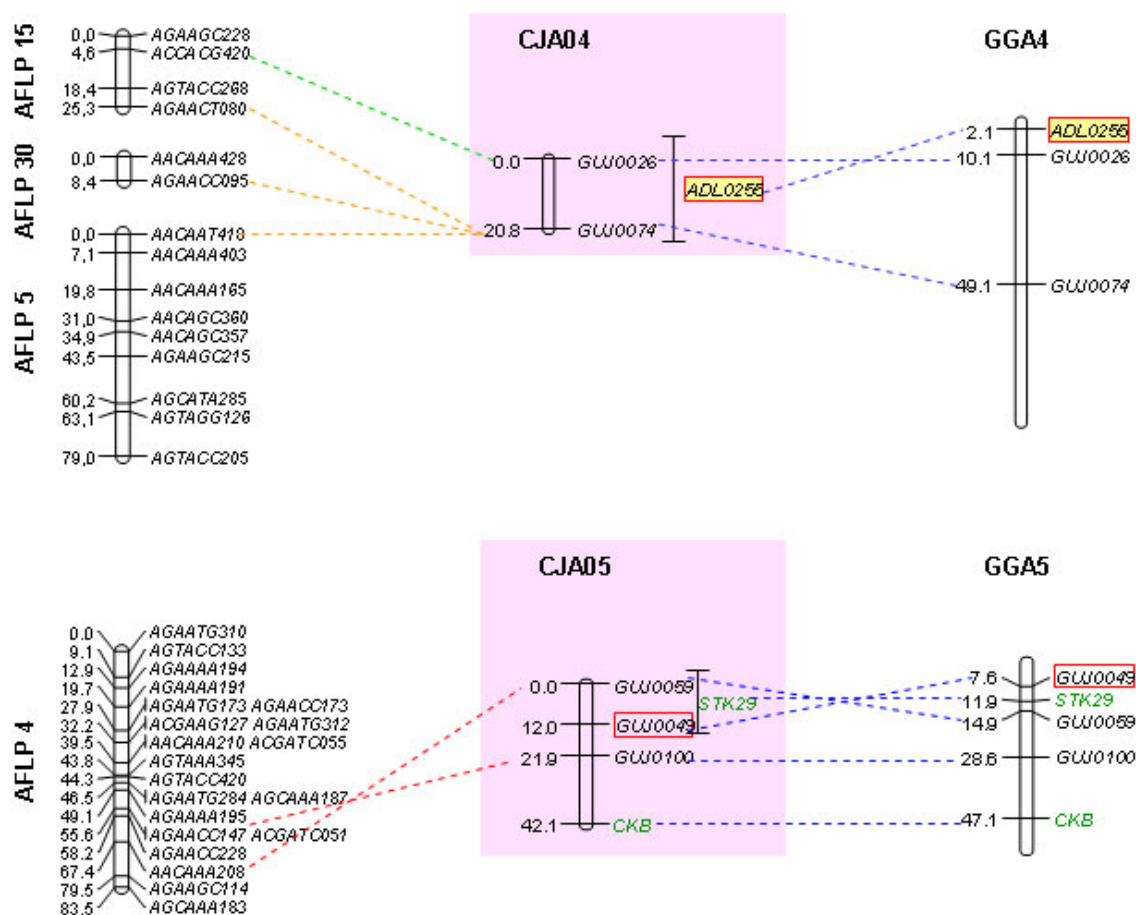 AFLP 15
0,0 AGAAGC228
4,6 ACCACG420
18,4 AGTACC268
25,3 AGAACT080
AFLP 30
0,0 AACAAA428
8,4 AGAACC095
AFLP 5
0,0 AACAAT418
7,1 AACAAA403
19,8 AACAAA165
31,0 AACAGC360
34,9 AACAGC357
43,5 AGAAGC215
60,2 AGCATA285
63,1 AGTAGG126
79,0 AGTACC205
CJA04
0.0 GUJ0026
ADL0255
20.8 GUJ0074
GGA4
2.1 ADL0255
10.1 GUJ0026
49.1 GUJ0074
AFLP 4
0.0 AGAATG310
9.1 AGTACC133
12.9 AGAAAA194
19.7 AGAAAA191
27.9 AGAATG173 AGAACC173
32.2 ACGAAG127 AGAATG312
39.5 AACAAA210 ACGATC055
43.8 AGTAAA345
44.3 AGTACC420
46.5 AGAATG284 AGCAAA187
49.1 AGAAAA195
55.6 AGAACC147 ACGATC051
58.2 AGAACC228
67.4 AACAAA208
79.5 AGAAGC114
83.5 AGCAAA183
CJA05
0.0 GUJ0059
STK29
12.0 GUJ0049
21.9 GUJ0100
42.1 CKB
GGA5
7.6 GUJ0049
11.9 STK29
14.9 GUJ0059
28.6 GUJ0100
47.1 CKB